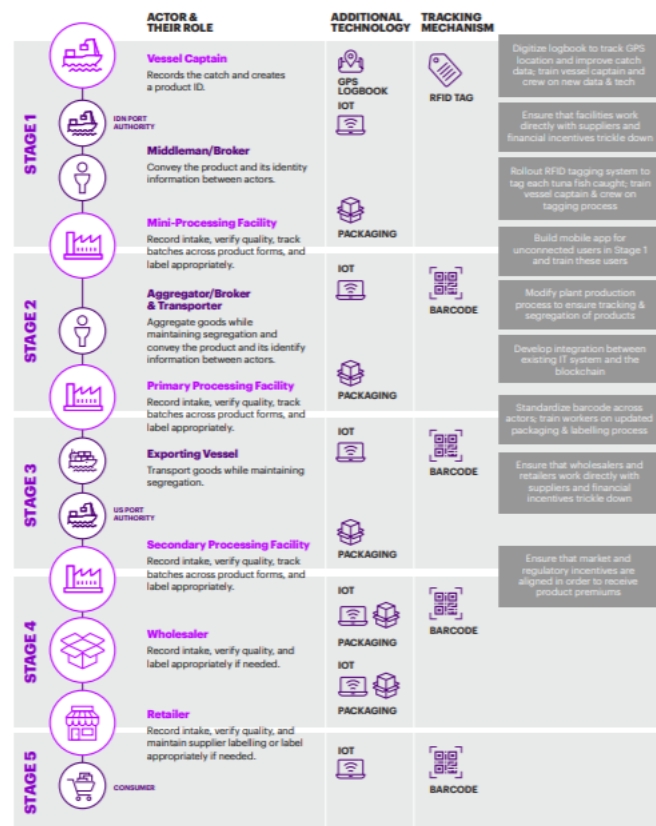 ACTOR &
THEIR ROLE
ADDITIONAL
TECHNOLOGY
TRACKING
MECHANISM
STAGE 1
Vessel Captain
Records the catch and creates
a product ID.
GPS
LOGBOOK
IOT
RFID TAG
IDN PORT
AUTHORITY
Middleman/Broker
Convey the product and its identity
information between actors.
Mini-Processing Facility
Record intake, verify quality, track
batches across product forms, and
label appropriately.
PACKAGING
STAGE 2
IOT
BARCODE
Aggregator/Broker
& Transporter
Aggregate goods while
maintaining segregation and
convey the product and its identify
information between actors.
Primary Processing Facility
Record intake, verify quality, track
batches across product forms, and
label appropriately.
PACKAGING
STAGE 3
IOT
BARCODE
Exporting Vessel
Transport goods while maintaining
segregation.
US PORT
AUTHORITY
Secondary Processing Facility
Record intake, verify quality, track
batches across product forms, and
label appropriately.
PACKAGING
STAGE 4
IOT
PACKAGING
BARCODE
Wholesaler
Record intake, verify quality, and
label appropriately if needed.
IOT
PACKAGING
Retailer
Record intake, verify quality, and
maintain supplier labelling or label
appropriately if needed.
STAGE 5
IOT
BARCODE
CONSUMER
Digitize logbook to track GPS
location and improve catch
data; train vessel captain and
crew on new data & tech
Ensure that facilities work
directly with suppliers and
financial incentives trickle down
Rollout RFID tagging system to
tag each tuna fish caught; train
vessel captain & crew on
tagging process
Build mobile app for
unconnected users in Stage 1
and train these users
Modify plant production
process to ensure tracking &
segregation of products
Develop integration between
existing IT system and the
blockchain
Standardize barcode across
actors; train workers on updated
packaging & labelling process
Ensure that wholesalers and
retailers work directly with
suppliers and financial
incentives trickle down
Ensure that market and
regulatory incentives are
aligned in order to receive
product premiums